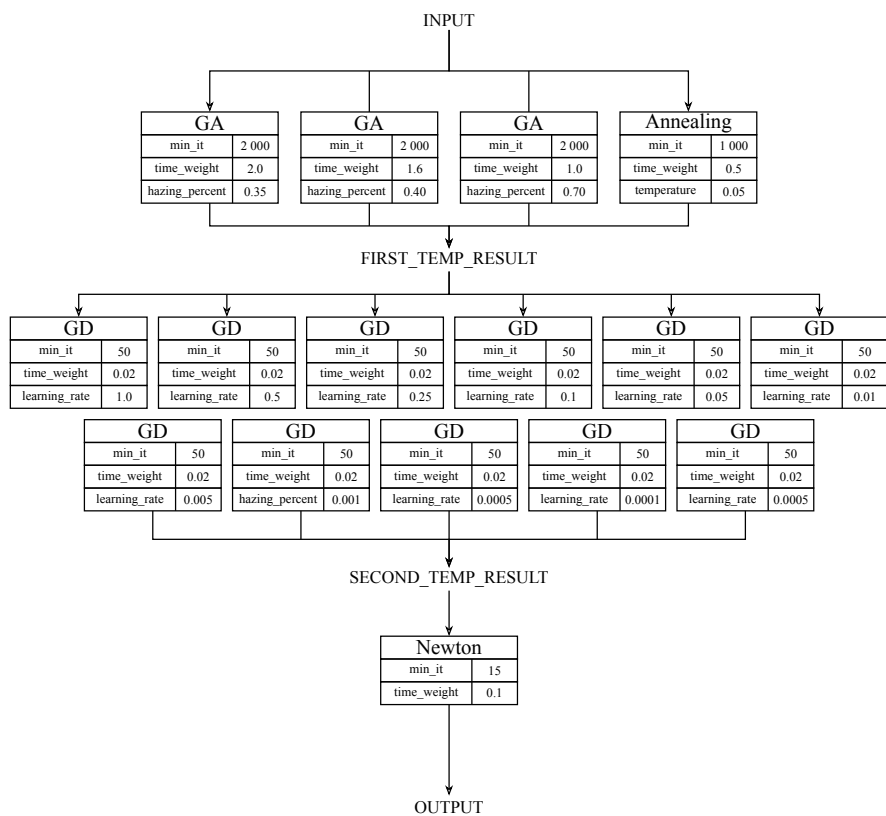 INPUT
GA GA GA Annealing
min_it 2 000 min_it 2 000 min_it 2 000 min_it 1 000
time_weight 2.0 time_weight 1.6 time_weight 1.0 time_weight 0.5
hazing_percent 0.35 hazing_percent 0.40 hazing_percent 0.70 temperature 0.05
FIRST_TEMP_RESULT
GD GD GD GD GD GD
min_it 50 min_it 50 min_it 50 min_it 50 min_it 50 min_it 50
time_weight 0.02 time_weight 0.02 time_weight 0.02 time_weight 0.02 time_weight 0.02 time_weight 0.02
learning_rate 1.0 learning_rate 0.5 learning_rate 0.25 learning_rate 0.1 learning_rate 0.05 learning_rate 0.01
GD GD GD GD GD
min_it 50 min_it 50 min_it 50 min_it 50 min_it 50
time_weight 0.02 time_weight 0.02 time_weight 0.02 time_weight 0.02 time_weight 0.02
learning_rate 0.005 hazing_percent 0.001 learning_rate 0.0005 learning_rate 0.0001 learning_rate 0.0005
SECOND_TEMP_RESULT
Newton
min_it 15
time_weight 0.1
OUTPUT